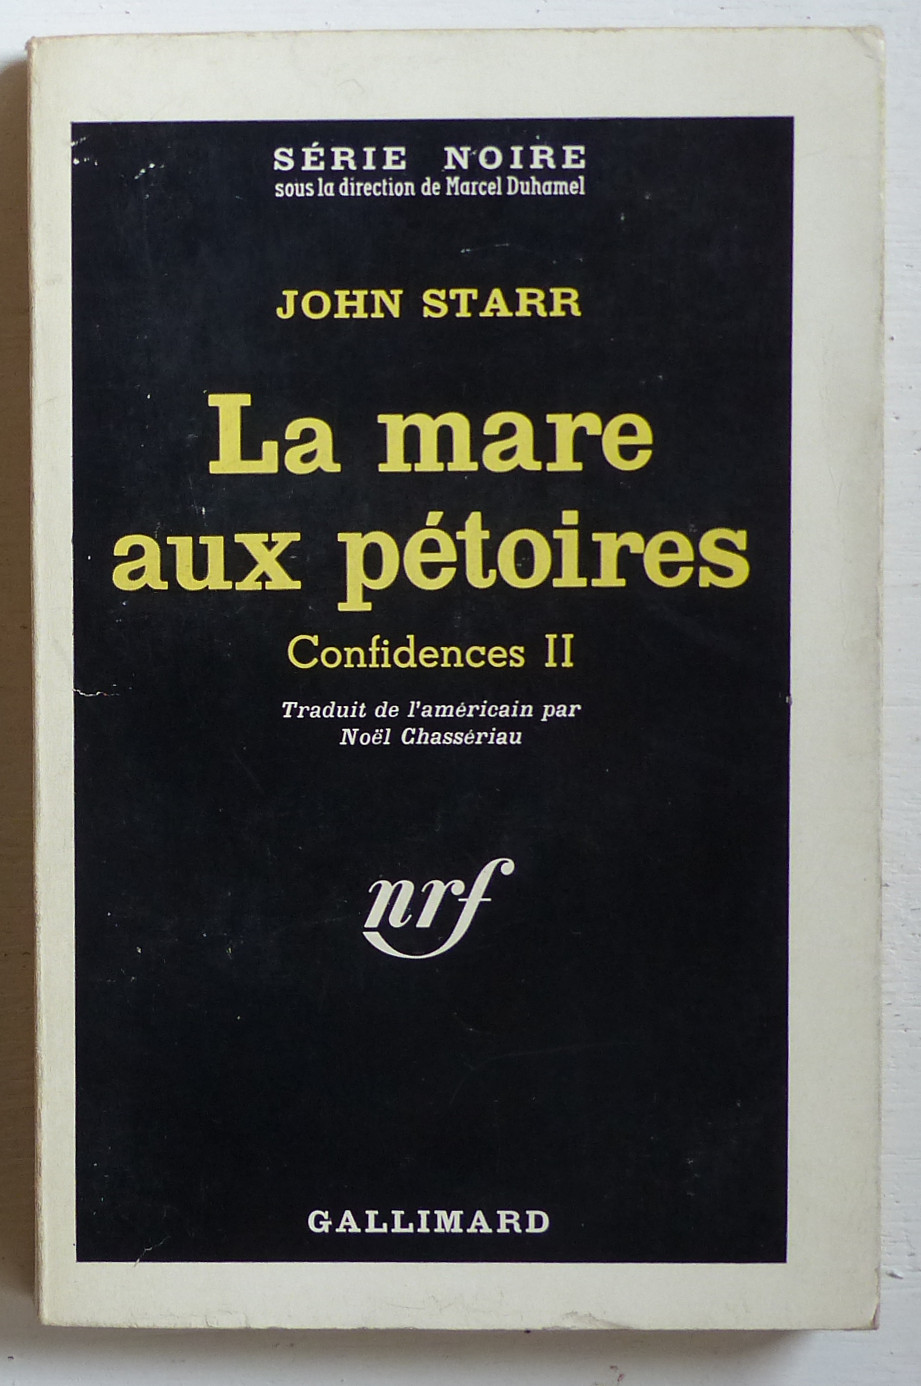 SÉRIE NOIRE
sous la direction de Marcel Duhamel
JOHN STARR
La mare
aux pétoires
Confidences II
Traduit de l'américain par
Noël Chassériau
nrf
GALLIMARD